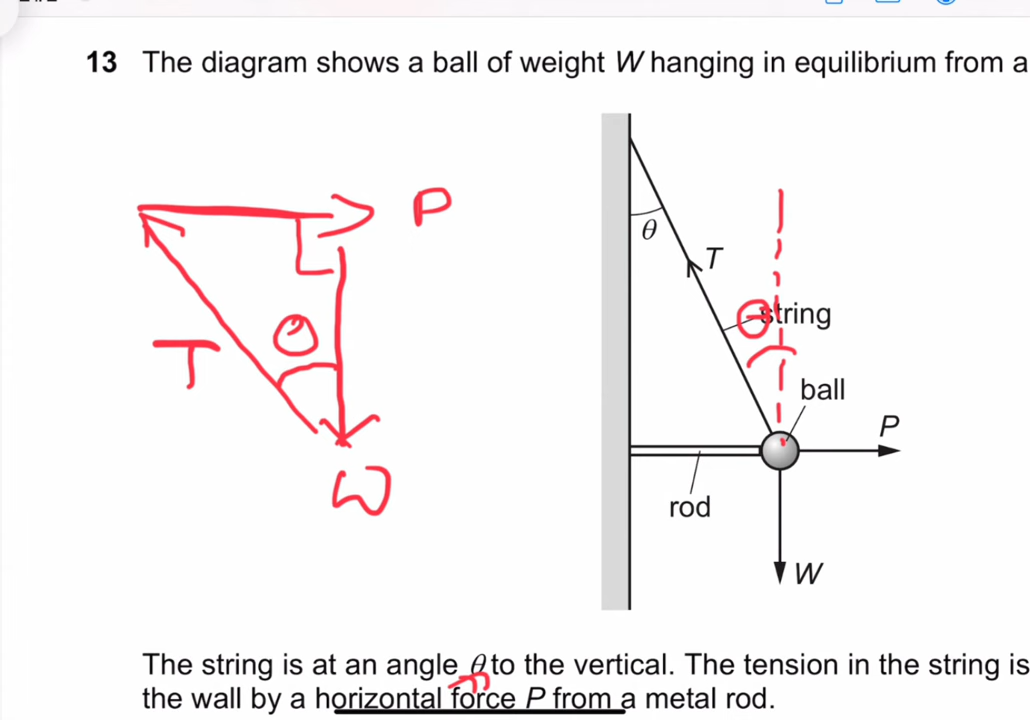 13 The diagram shows a ball of weight W hanging in equilibrium from a
P
θ
T
θ
string
θ
T
ball
P
rod
W
W
The string is at an angle θ to the vertical. The tension in the string is
the wall by a horizontal force P from a metal rod.